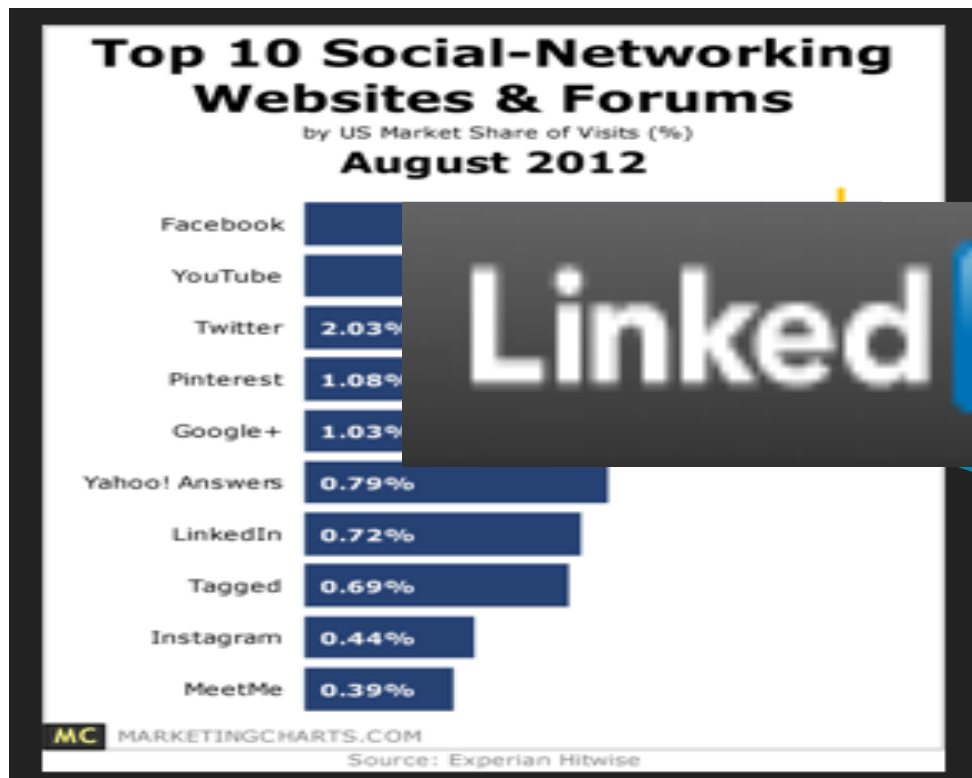 Top 10 Social-Networking
Websites & Forums
by US Market Share of Visits (%)
August 2012
Facebook
YouTube
Twitter 2.03%
Pinterest 1.08%
Google+ 1.03%
Linked
Yahoo! Answers 0.79%
LinkedIn 0.72%
Tagged 0.69%
Instagram 0.44%
MeetMe 0.39%
MC MARKETINGCHARTS.COM
Source: Experian Hitwise